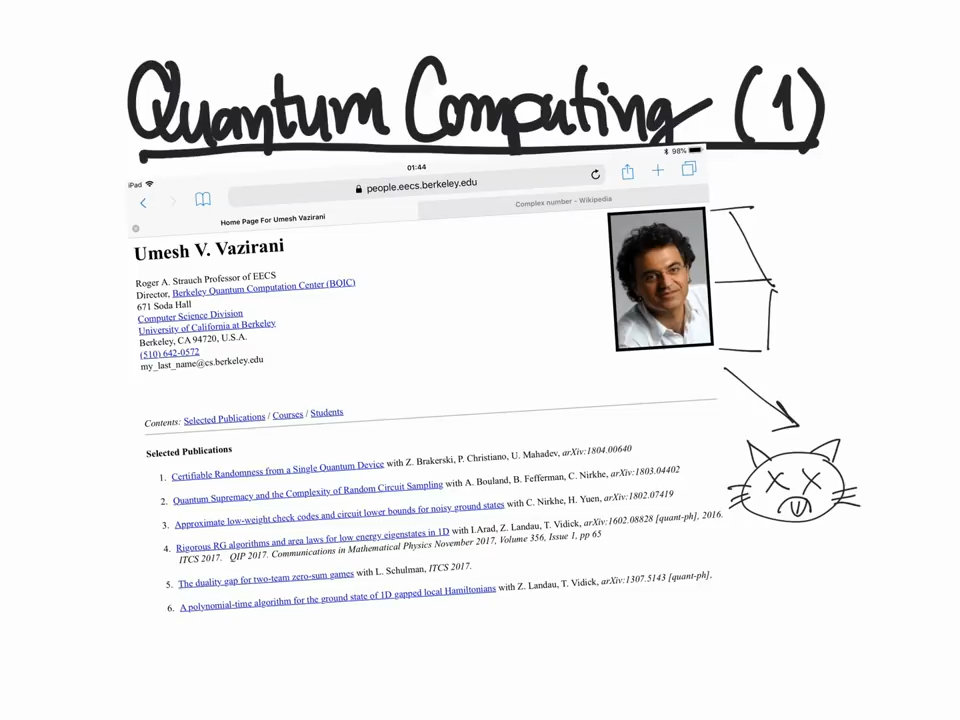 Quantum Computing (1)
iPad 01:44 98%
people.eecs.berkeley.edu
Home Page For Umesh Vazirani
Complex number - Wikipedia
Umesh V. Vazirani
Roger A. Strauch Professor of EECS
Director, Berkeley Quantum Computation Center (BQIC)
671 Soda Hall
Computer Science Division
University of California at Berkeley
Berkeley, CA 94720, U.S.A.
(510) 642-0572
my_last_name@cs.berkeley.edu
Contents: Selected Publications / Courses / Students
Selected Publications
1. Certifiable Randomness from a Single Quantum Device with Z. Brakerski, P. Christiano, U. Mahadev, arXiv:1804.00640
2. Quantum Supremacy and the Complexity of Random Circuit Sampling with A. Bouland, B. Fefferman, C. Nirkhe, arXiv:1803.04402
3. Approximate low-weight check codes and circuit lower bounds for noisy ground states with C. Nirkhe, H. Yuen, arXiv:1802.07419
4. Rigorous RG algorithms and area laws for low energy eigenstates in 1D with I.Arad, Z. Landau, T. Vidick, arXiv:1602.08828 [quant-ph], 2016.
ITCS 2017. QIP 2017. Communications in Mathematical Physics November 2017, Volume 356, Issue 1, pp 65
5. The duality gap for two-team zero-sum games with L. Schulman, ITCS 2017.
6. A polynomial-time algorithm for the ground state of 1D gapped local Hamiltonians with Z. Landau, T. Vidick, arXiv:1307.5143 [quant-ph],